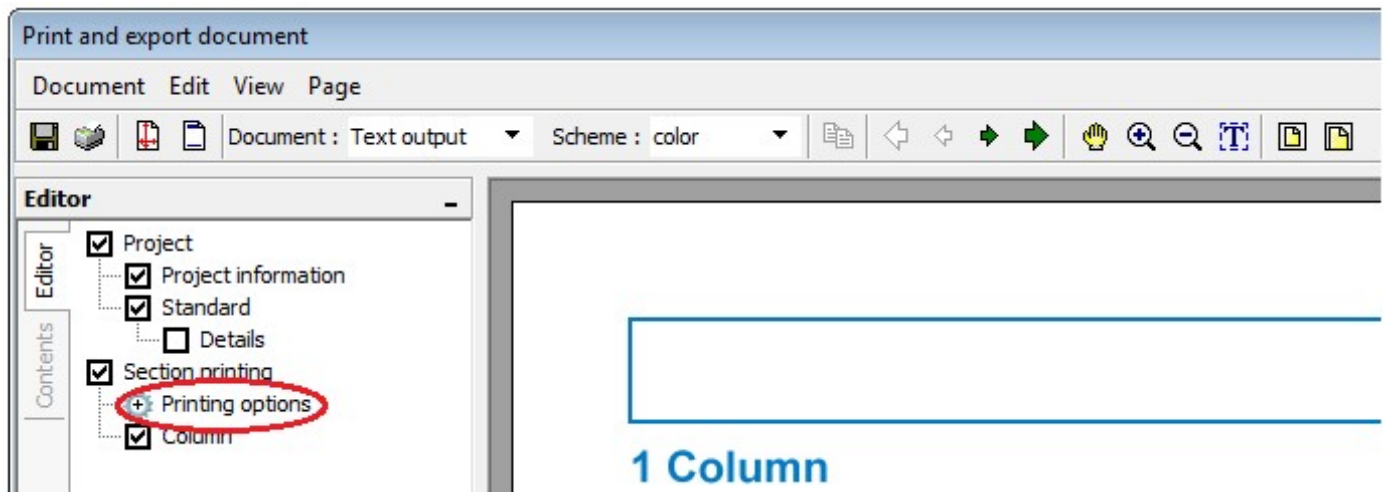 Print and export document
Document Edit View Page
Document : Text output Scheme : color T
Editor
Editor
Contents
Project
Project information
Standard
Details
Section printing
Printing options
Column
1 Column